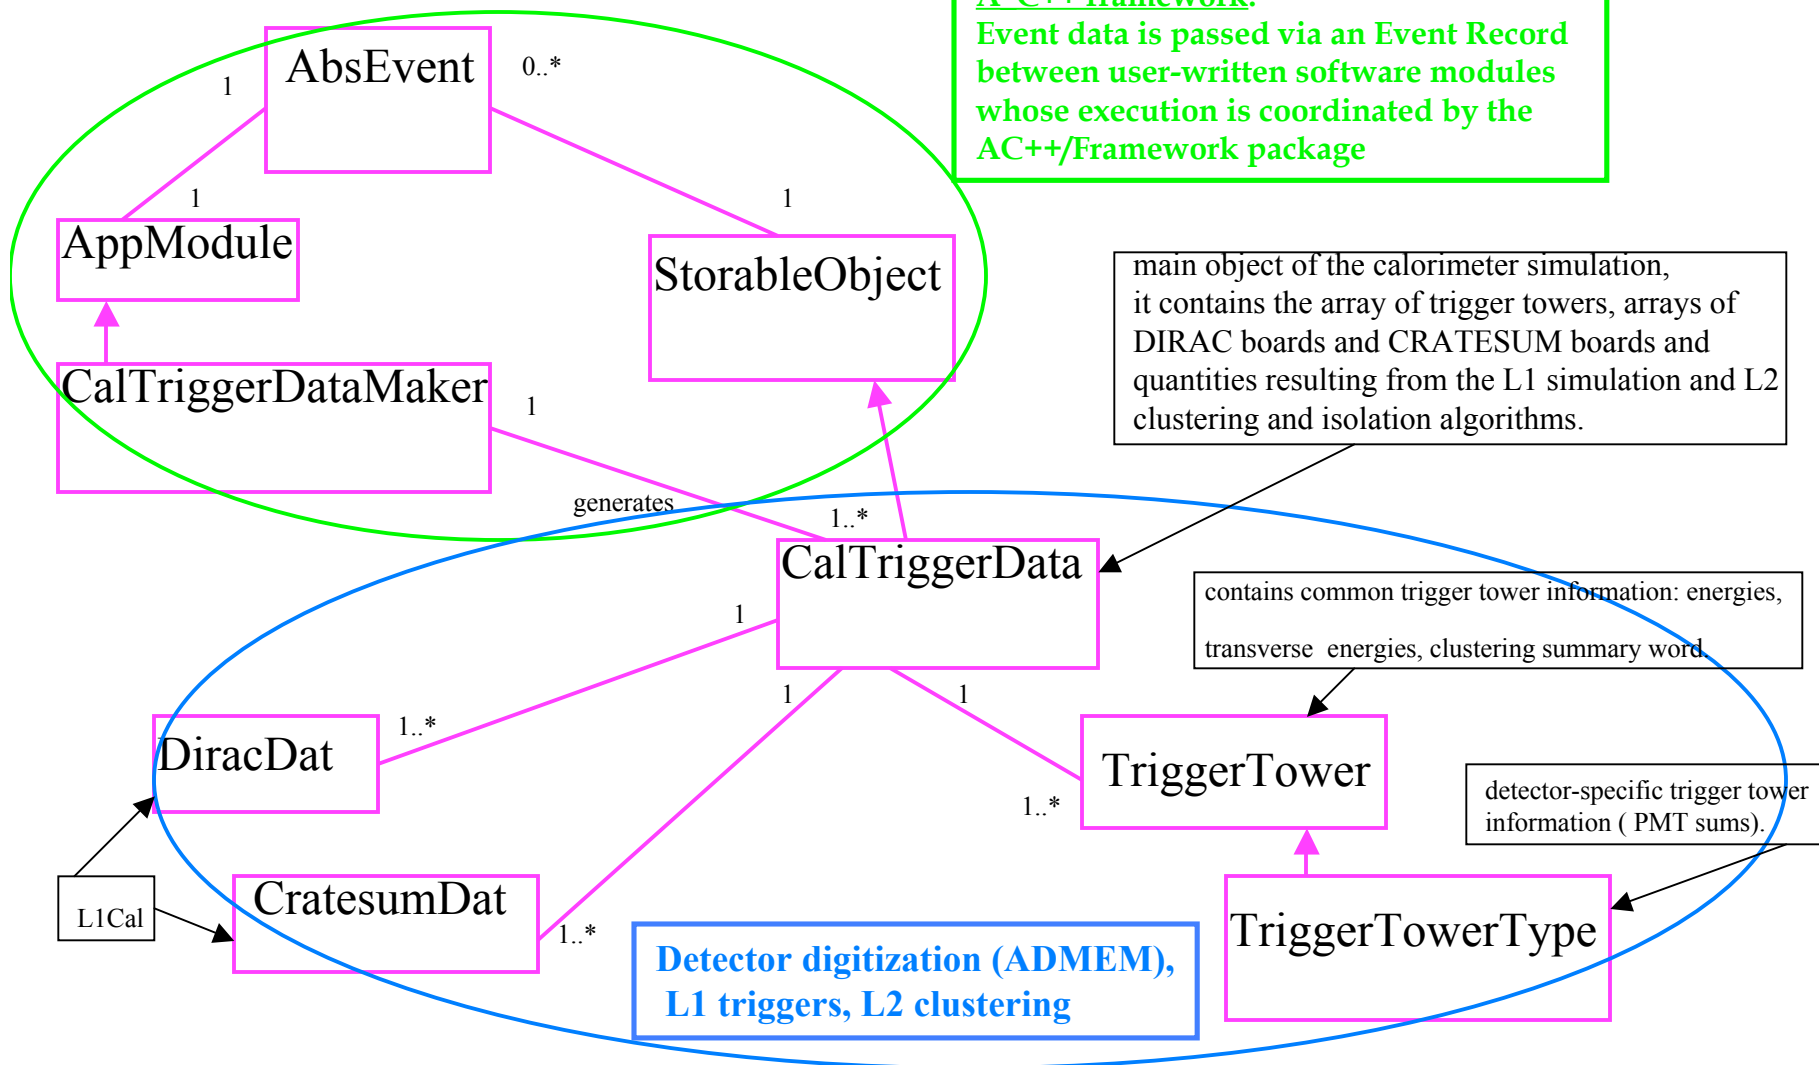 A_C++ framework:
Event data is passed via an Event Record
between user-written software modules
whose execution is coordinated by the
AC++/Framework package
AbsEvent
1
0..*
1
1
AppModule
StorableObject
main object of the calorimeter simulation,
it contains the array of trigger towers, arrays of
DIRAC boards and CRATESUM boards and
quantities resulting from the L1 simulation and L2
clustering and isolation algorithms.
CalTriggerDataMaker
1
generates
1..*
CalTriggerData
contains common trigger tower information: energies,
transverse energies, clustering summary word.
1
1
1
1..*
DiracDat
TriggerTower
1..*
detector-specific trigger tower
information ( PMT sums).
L1Cal
CratesumDat
1..*
TriggerTowerType
Detector digitization (ADMEM),
L1 triggers, L2 clustering